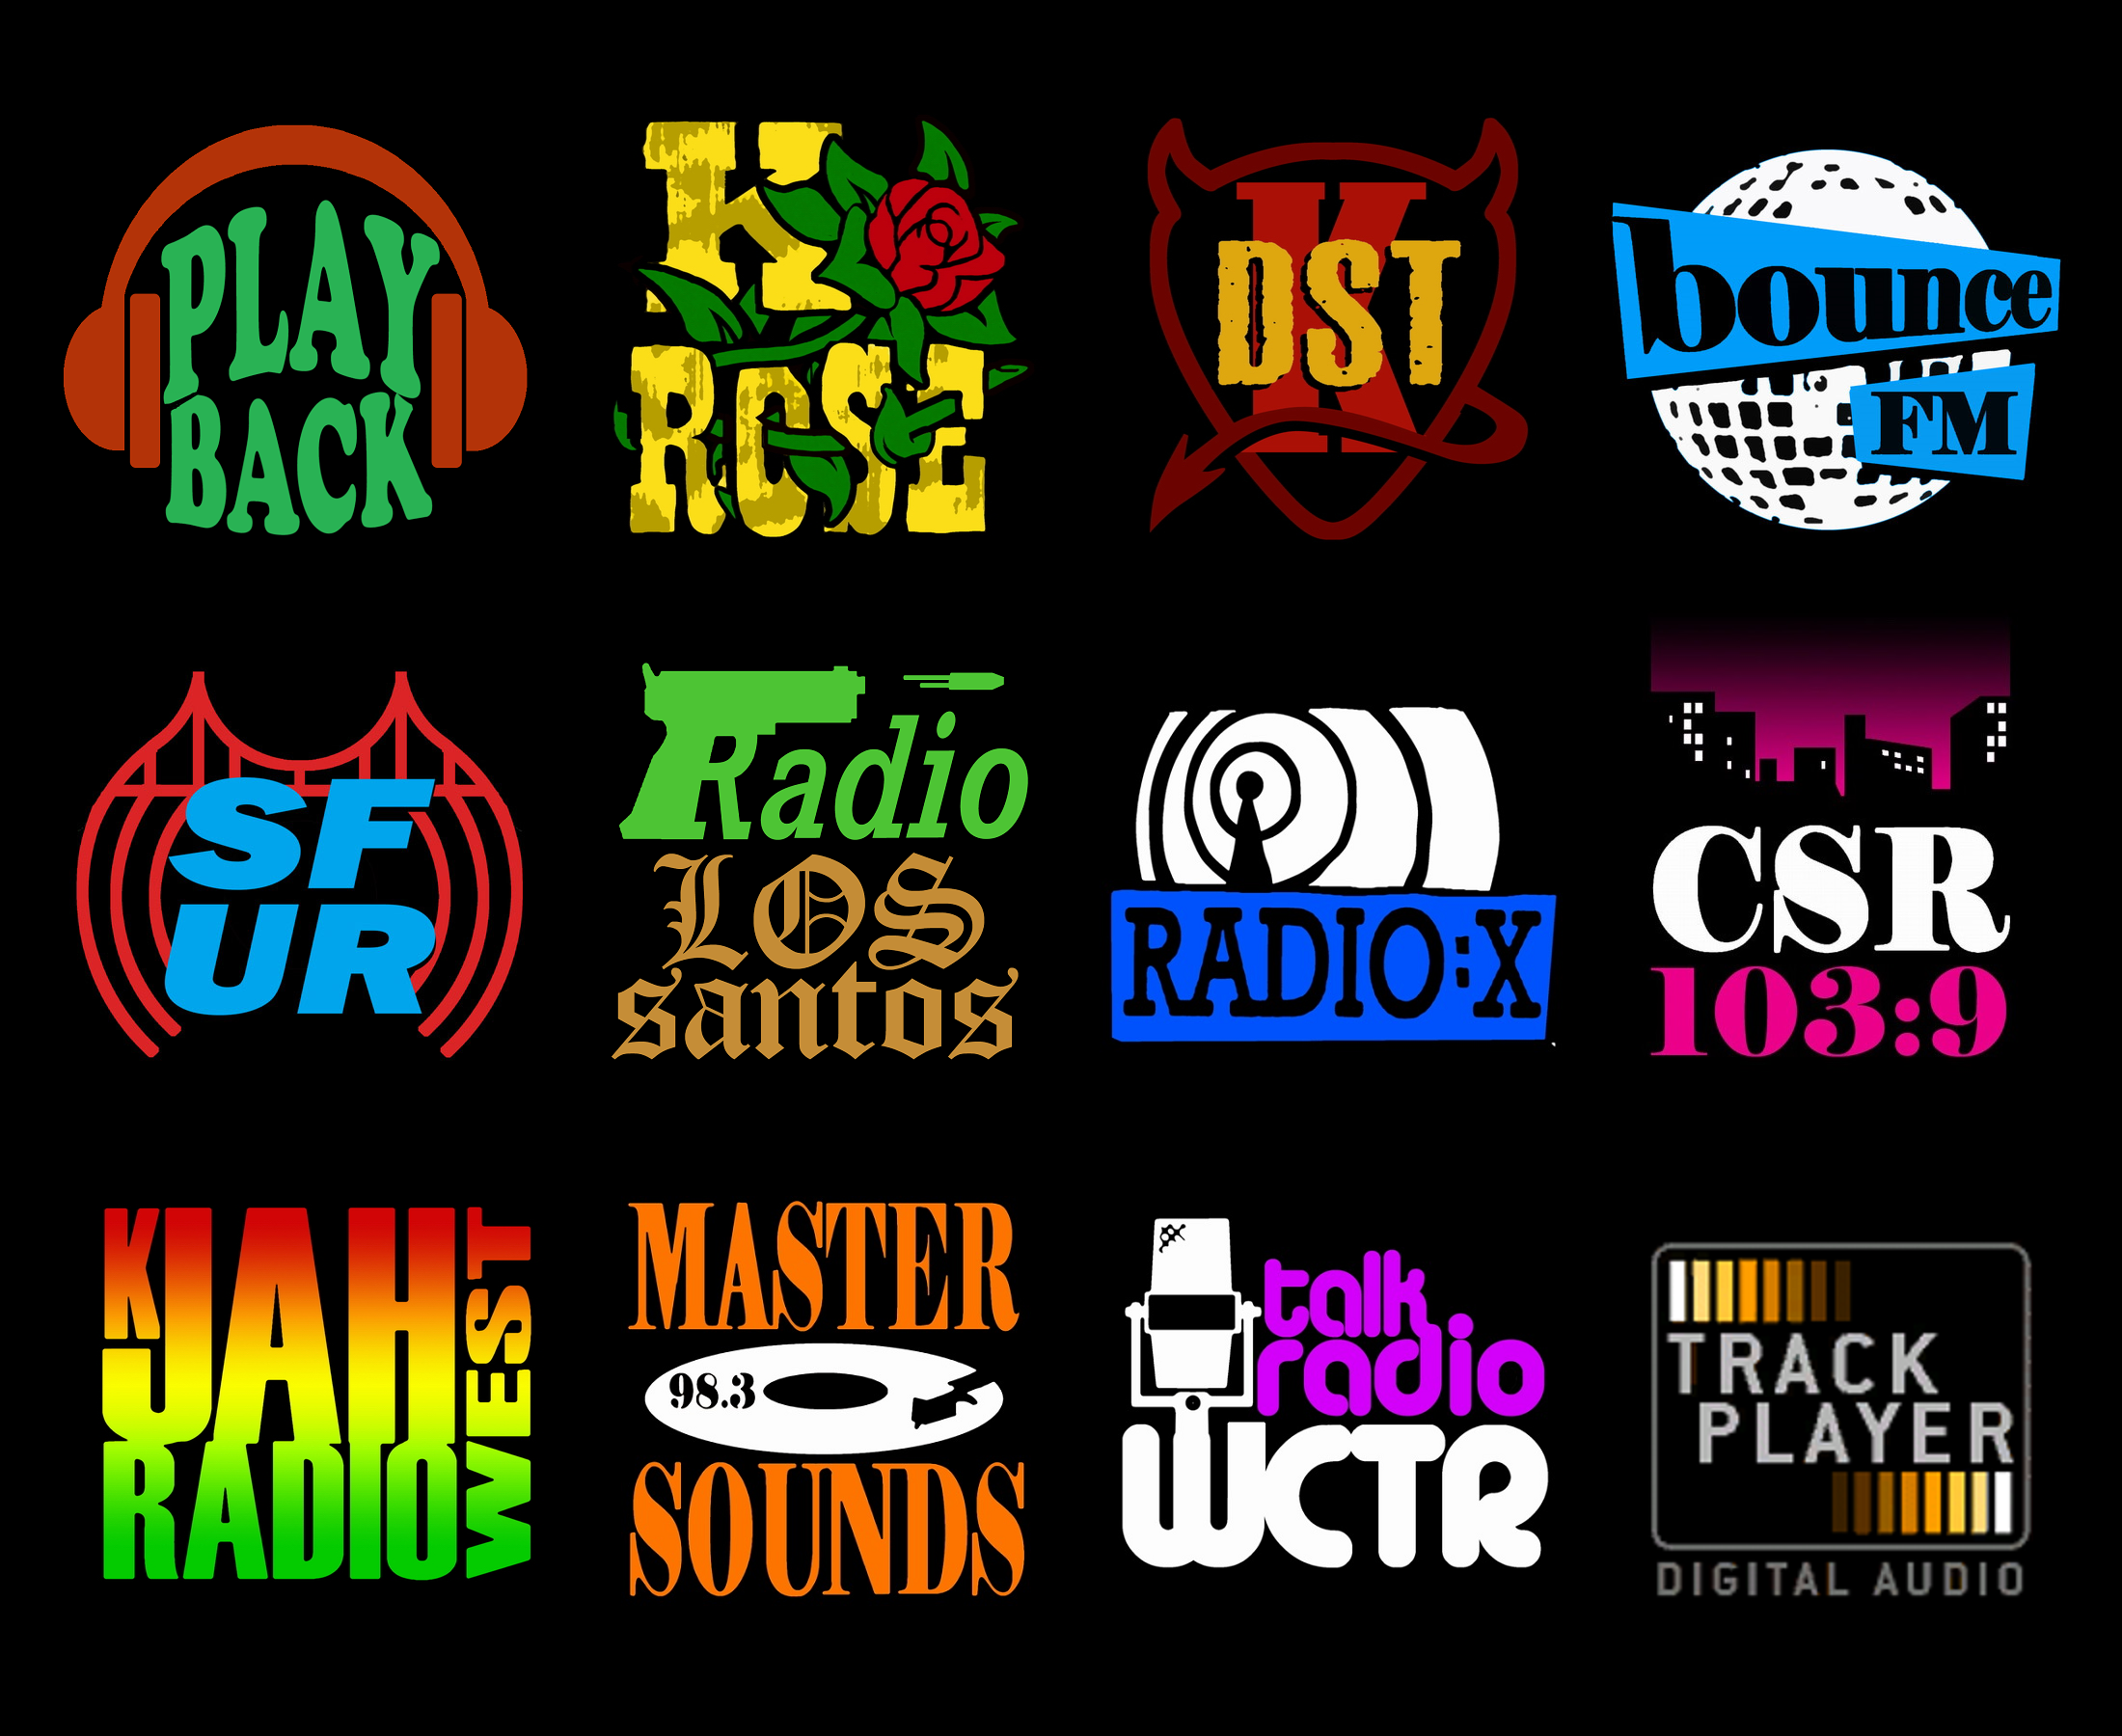 PLAY
BACK
K
ROSE
K
DST
bounce
FM
SF
UR
Radio
LOS
santos
RADIO:X
CSR
103:9
K
JAH
RADIO
WEST
MASTER
98.3
SOUNDS
talk
radio
WCTR
TRACK
PLAYER
DIGITAL AUDIO